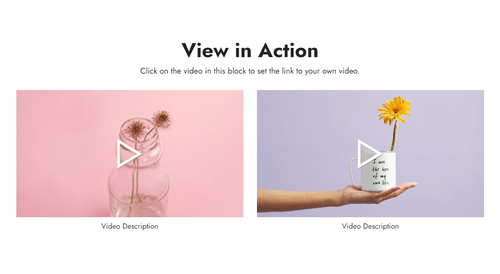 View in Action
Click on the video in this block to set the link to your own video.
I am
the hero
of my
own life.
Video Description
Video Description